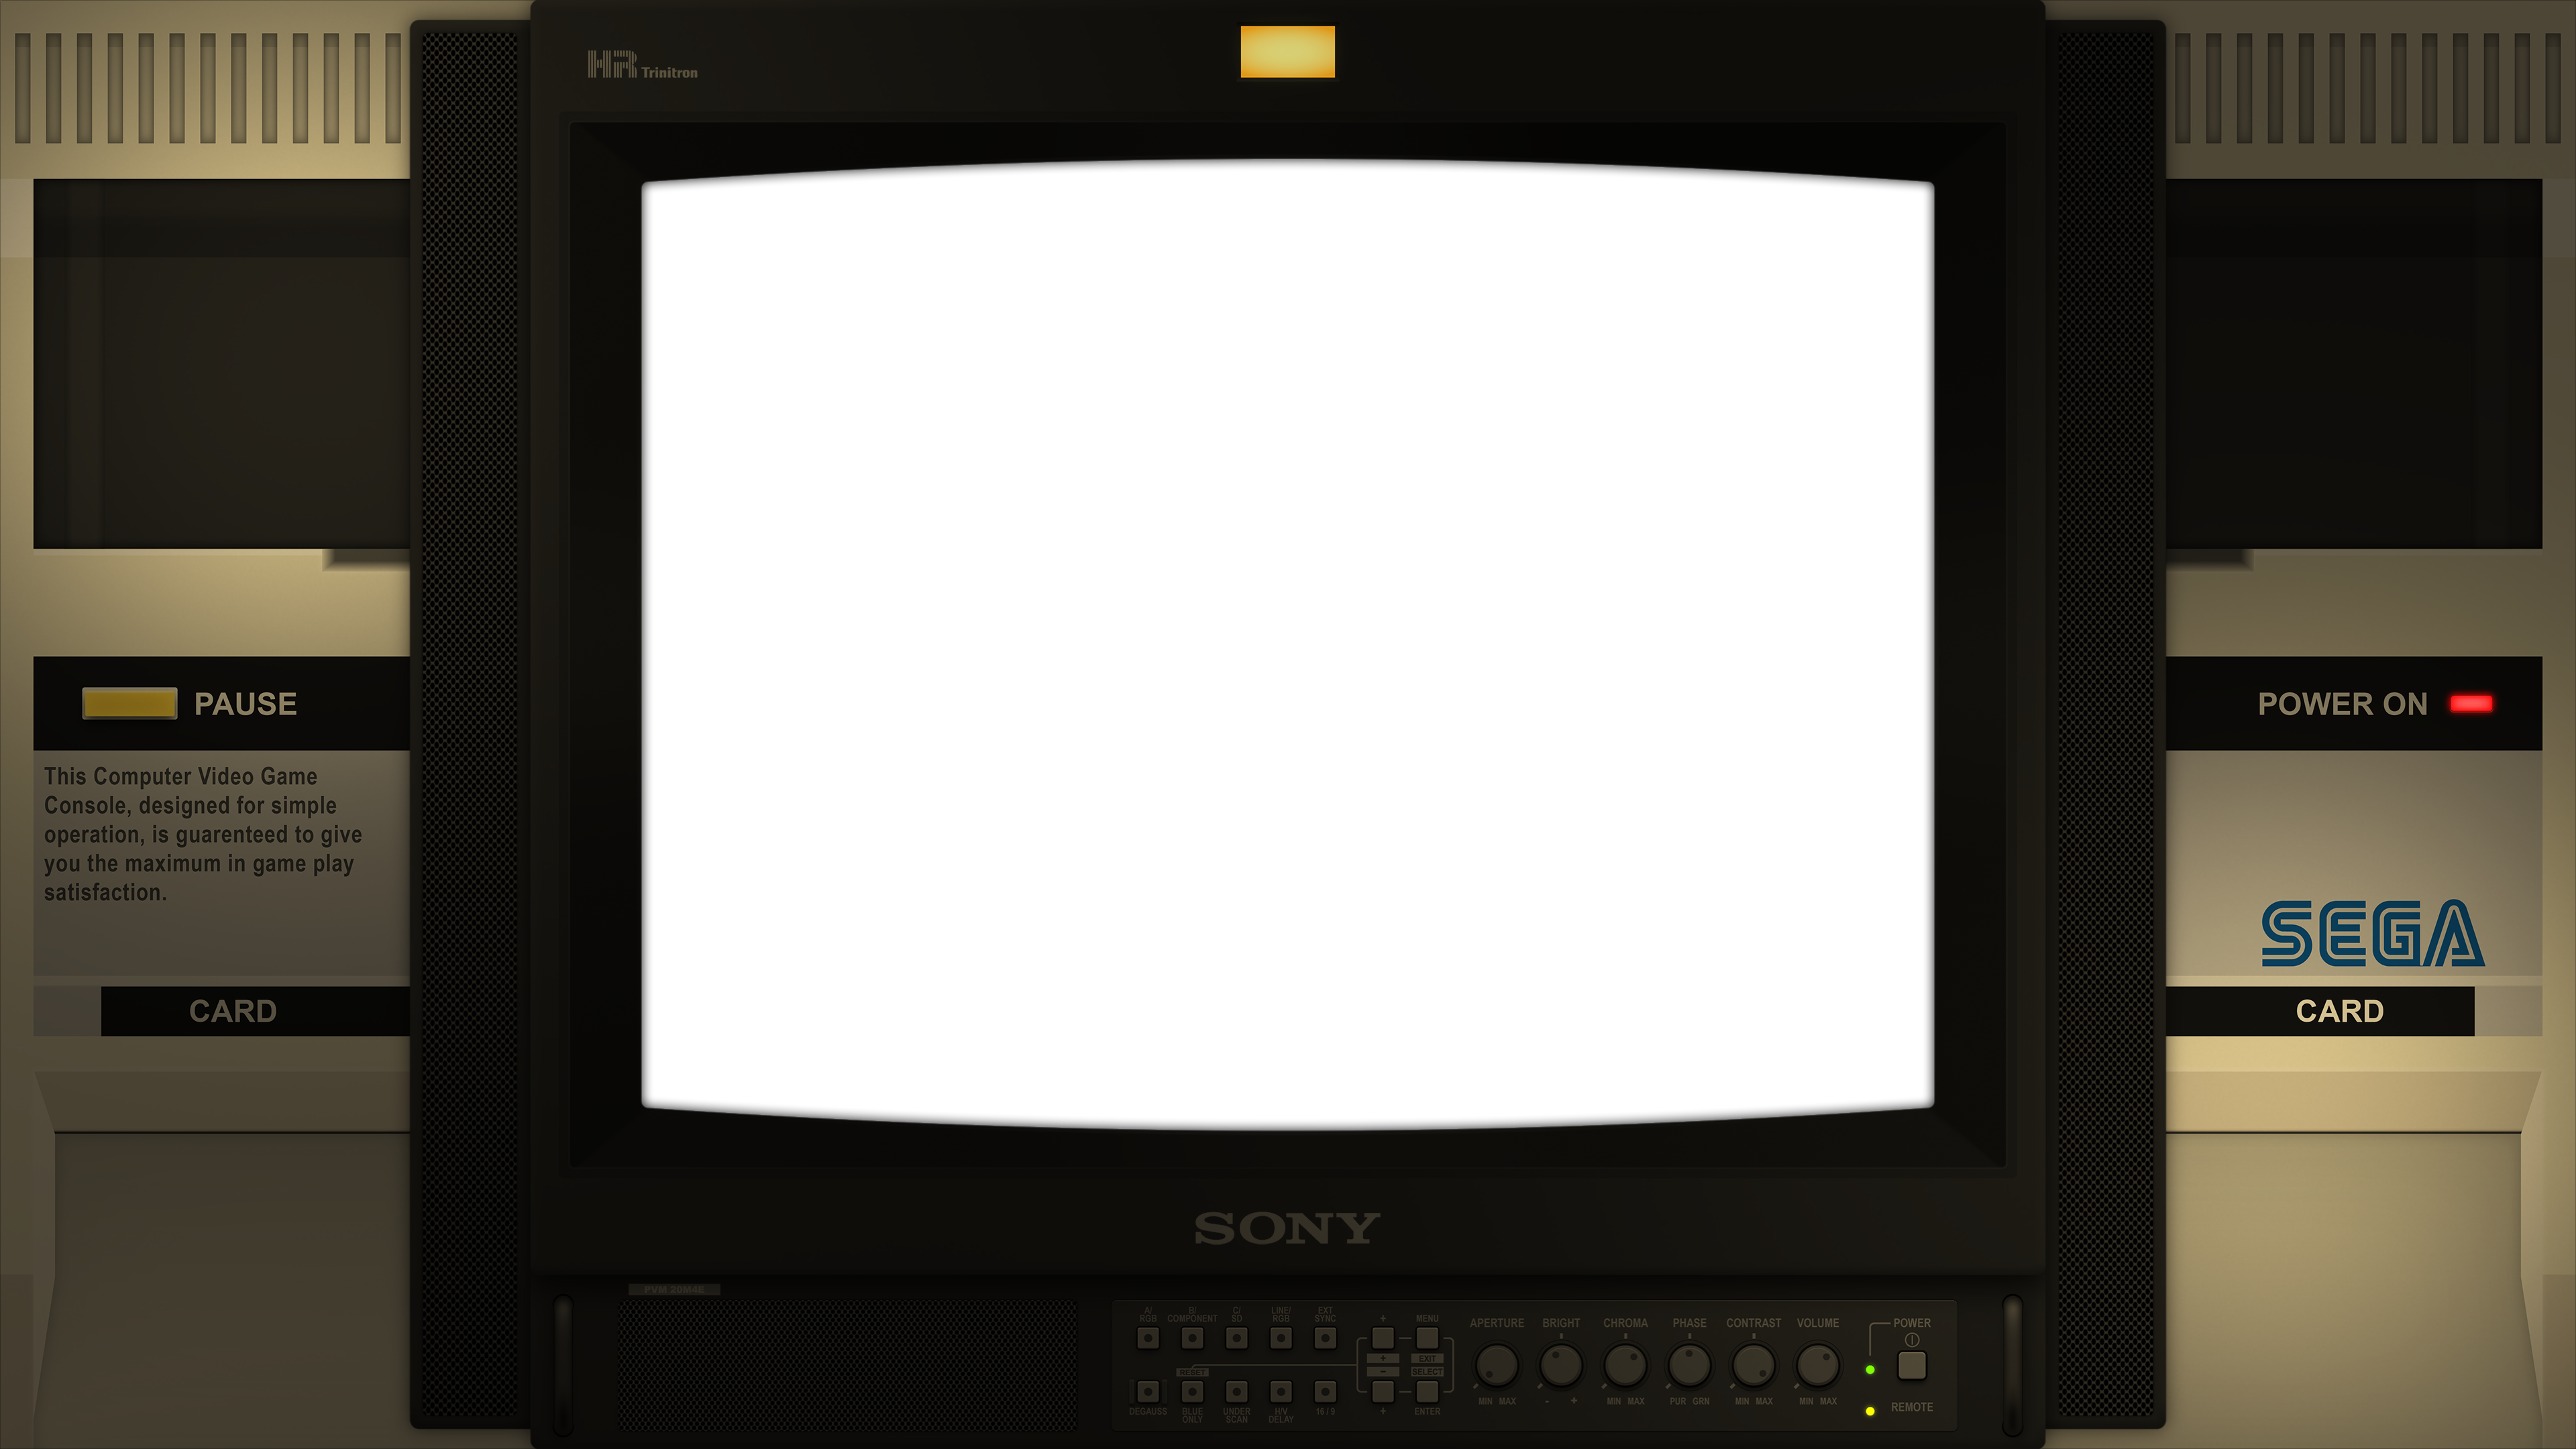 HR Trinitron
PAUSE
This Computer Video Game
Console, designed for simple
operation, is guarenteed to give
you the maximum in game play
satisfaction.
CARD
POWER ON
SEGA
CARD
SONY
PVM 20M4E
A/
RGB
B/
COMPONENT
C/
SD
LINE/
RGB
EXT
SYNC
+
MENU
+
EXIT
RESET
-
SELECT
DEGAUSS
BLUE
ONLY
UNDER
SCAN
H/V
DELAY
16 / 9
+
ENTER
APERTURE
BRIGHT
CHROMA
PHASE
CONTRAST
VOLUME
MIN MAX
- +
MIN MAX
PUR GRN
MIN MAX
MIN MAX
POWER
REMOTE